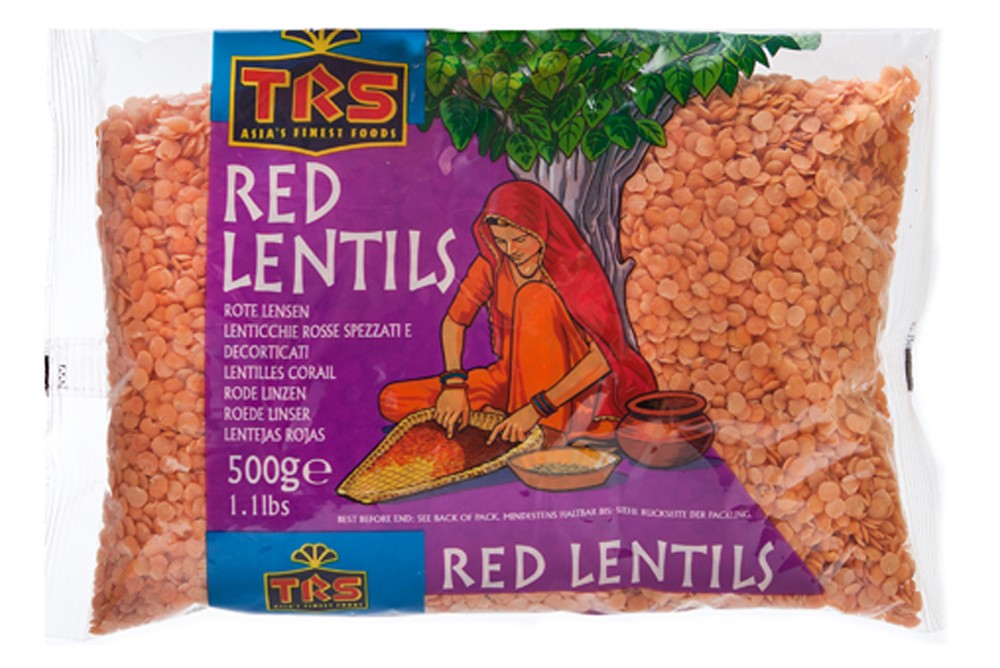 TRS
ASIA'S FINEST FOODS
RED
LENTILS
ROTE LENSEN
LENTICCHIE ROSSE SPEZZATI E
DECORTICATI
LENTILLES CORAIL
RODE LINZEN
ROEDE LINSER
LENTEJAS ROJAS
500g℮
1.1lbs
BEST BEFORE END: SEE BACK OF PACK. MINDESTENS HALTBAR BIS: SIEHE RUCKSEITE DER PACKUNG.
TRS
ASIA'S FINEST FOODS
RED LENTILS